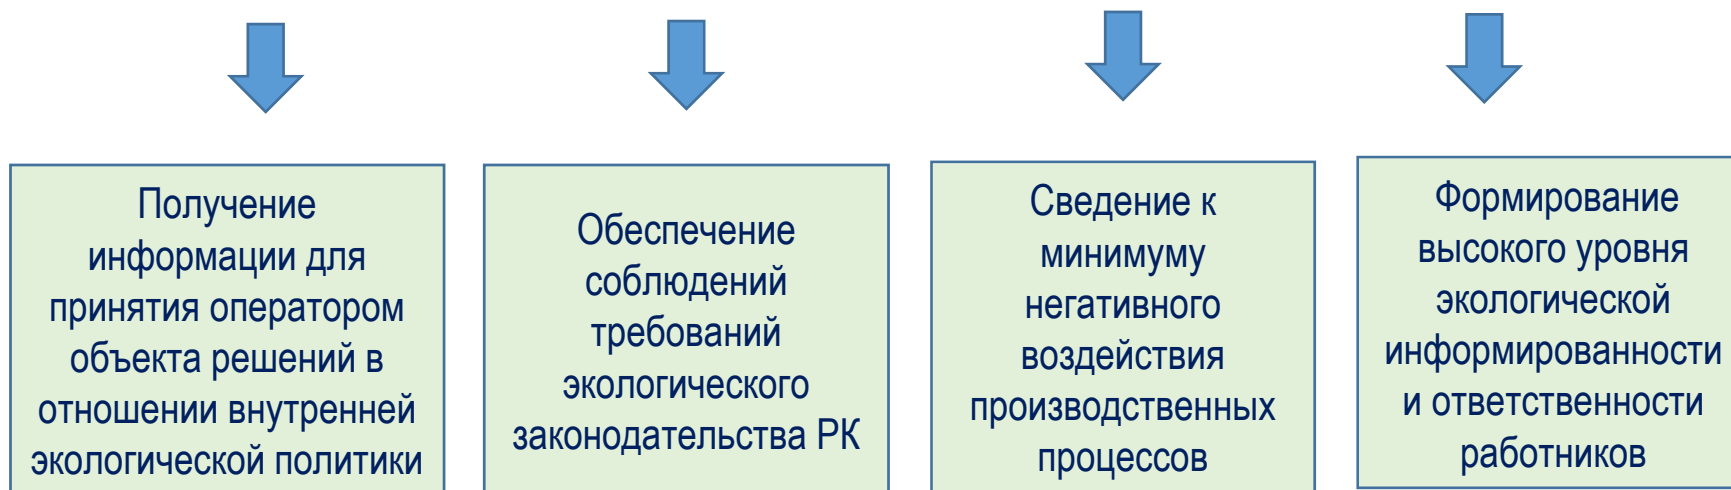 Получение
информации для
принятия оператором
объекта решений в
отношении внутренней
экологической политики
Обеспечение
соблюдений
требований
экологического
законодательства РК
Сведение к
минимуму
негативного
воздействия
производственных
процессов
Формирование
высокого уровня
экологической
информированности
и ответственности
работников